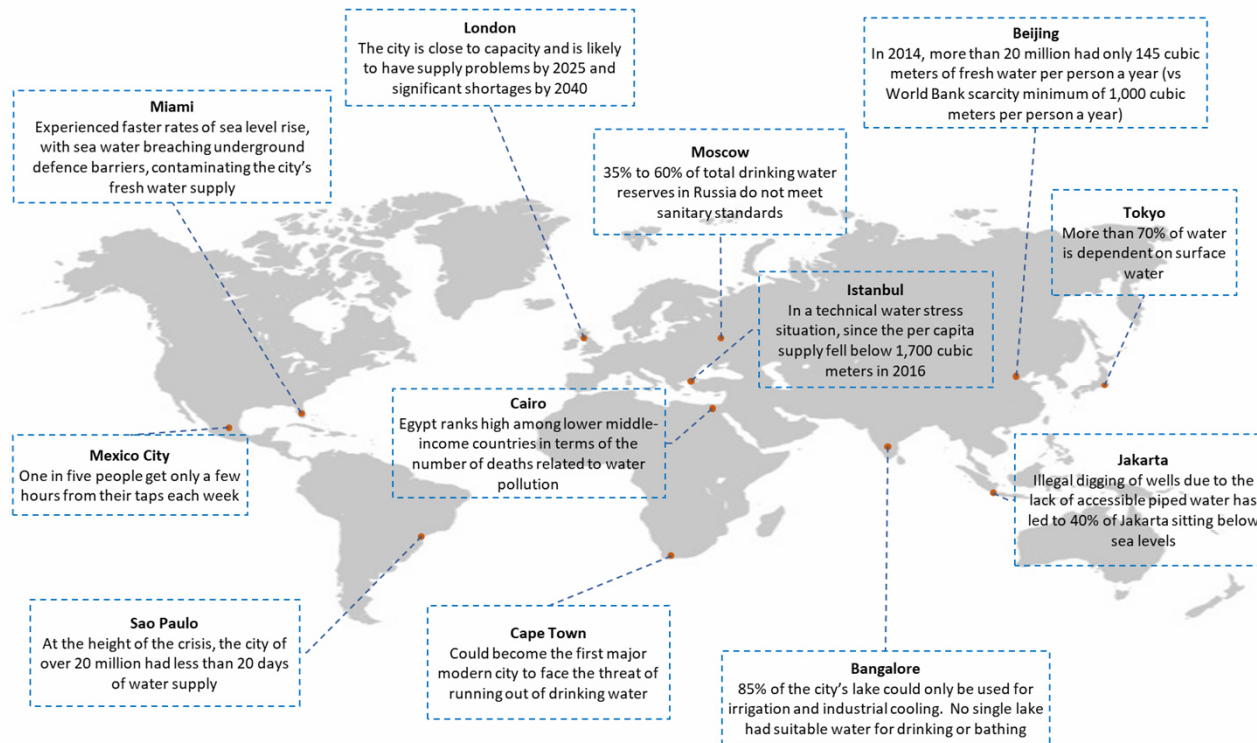 London
The city is close to capacity and is likely
to have supply problems by 2025 and
significant shortages by 2040
Beijing
In 2014, more than 20 million had only 145 cubic
meters of fresh water per person a year (vs
World Bank scarcity minimum of 1,000 cubic
meters per person a year)
Miami
Experienced faster rates of sea level rise,
with sea water breaching underground
defence barriers, contaminating the city's
fresh water supply
Moscow
35% to 60% of total drinking water
reserves in Russia do not meet
sanitary standards
Tokyo
More than 70% of water
is dependent on surface
water
Istanbul
In a technical water stress
situation, since the per capita
supply fell below 1,700 cubic
meters in 2016
Cairo
Egypt ranks high among lower middle-
income countries in terms of the
number of deaths related to water
pollution
Mexico City
One in five people get only a few
hours from their taps each week
Jakarta
Illegal digging of wells due to the
lack of accessible piped water has
led to 40% of Jakarta sitting below
sea levels
Sao Paulo
At the height of the crisis, the city of
over 20 million had less than 20 days
of water supply
Cape Town
Could become the first major
modern city to face the threat of
running out of drinking water
Bangalore
85% of the city's lake could only be used for
irrigation and industrial cooling. No single lake
had suitable water for drinking or bathing